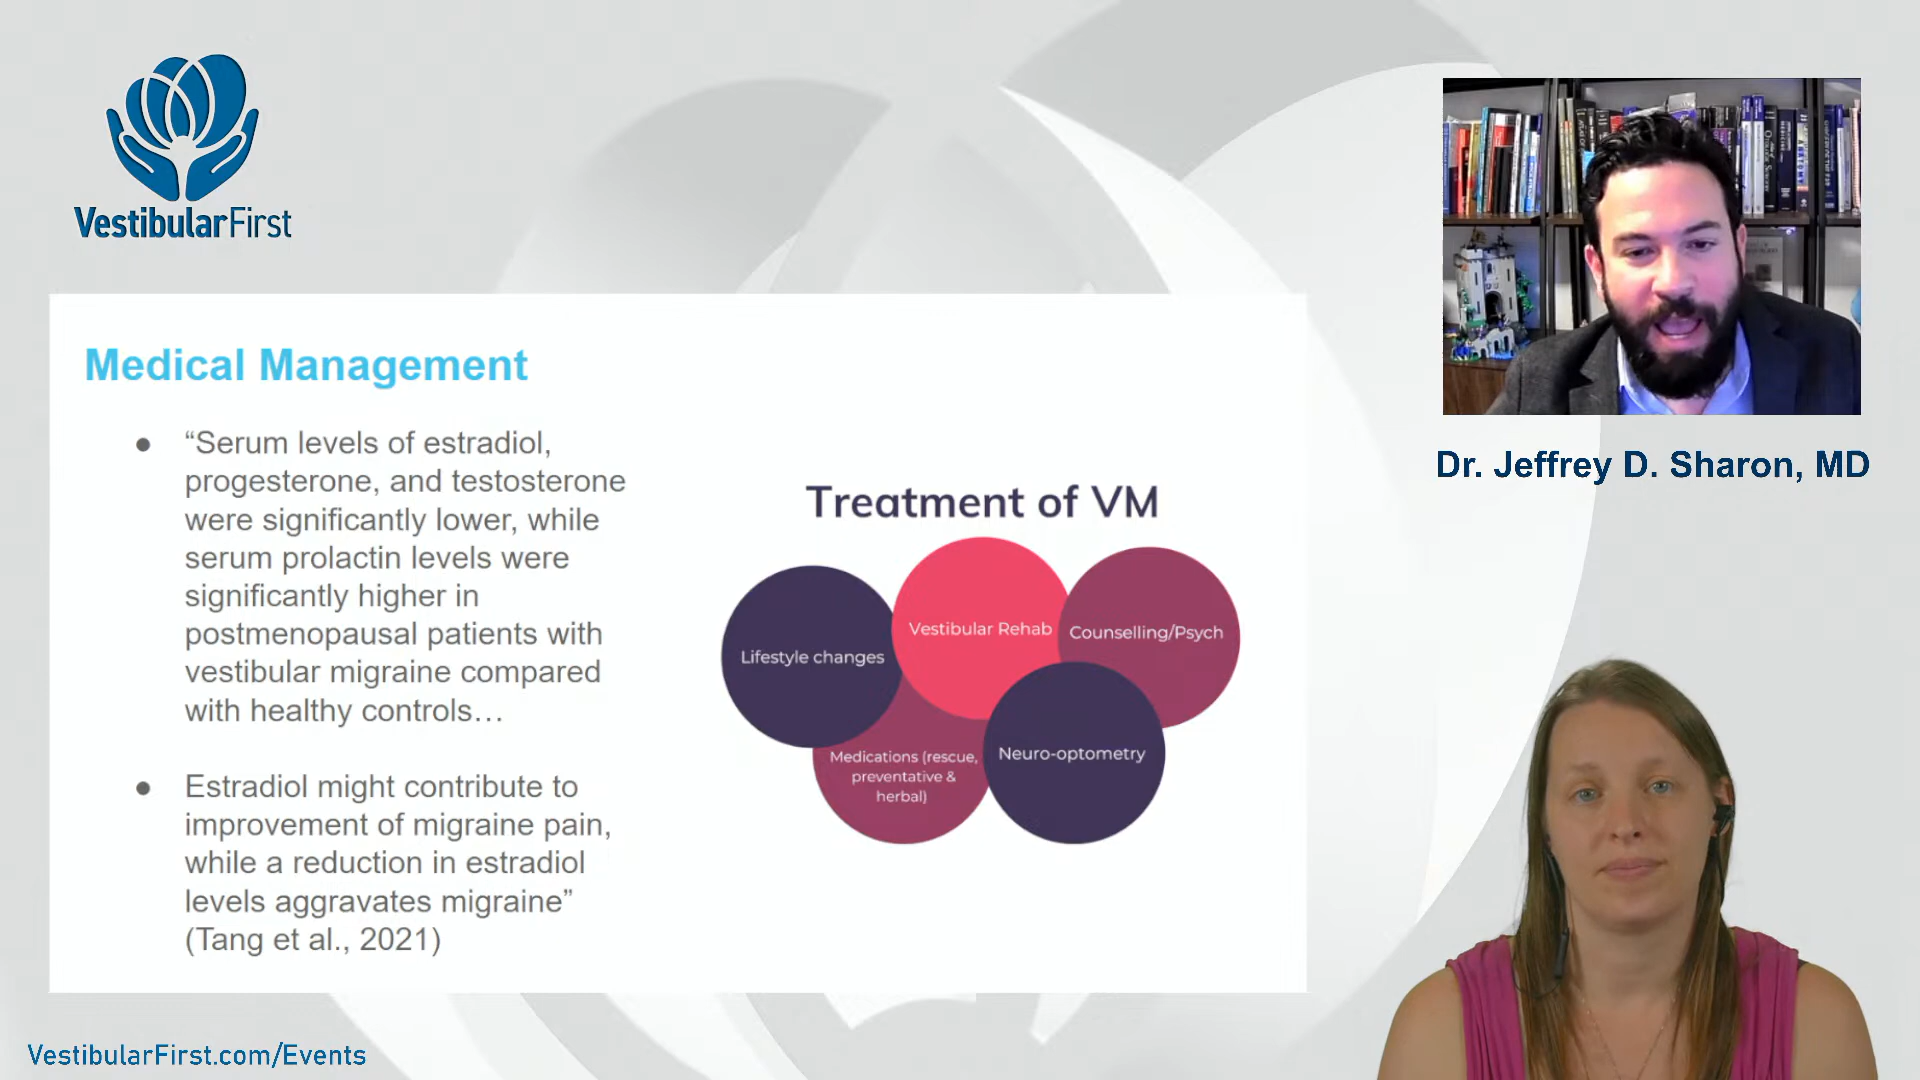 VestibularFirst
Medical Management
● “Serum levels of estradiol,
progesterone, and testosterone
were significantly lower, while
serum prolactin levels were
significantly higher in
postmenopausal patients with
vestibular migraine compared
with healthy controls…
● Estradiol might contribute to
improvement of migraine pain,
while a reduction in estradiol
levels aggravates migraine”
(Tang et al., 2021)
Treatment of VM
Lifestyle changes
Vestibular Rehab
Counselling/Psych
Medications (rescue,
preventative &
herbal)
Neuro-optometry
Dr. Jeffrey D. Sharon, MD
VestibularFirst.com/Events